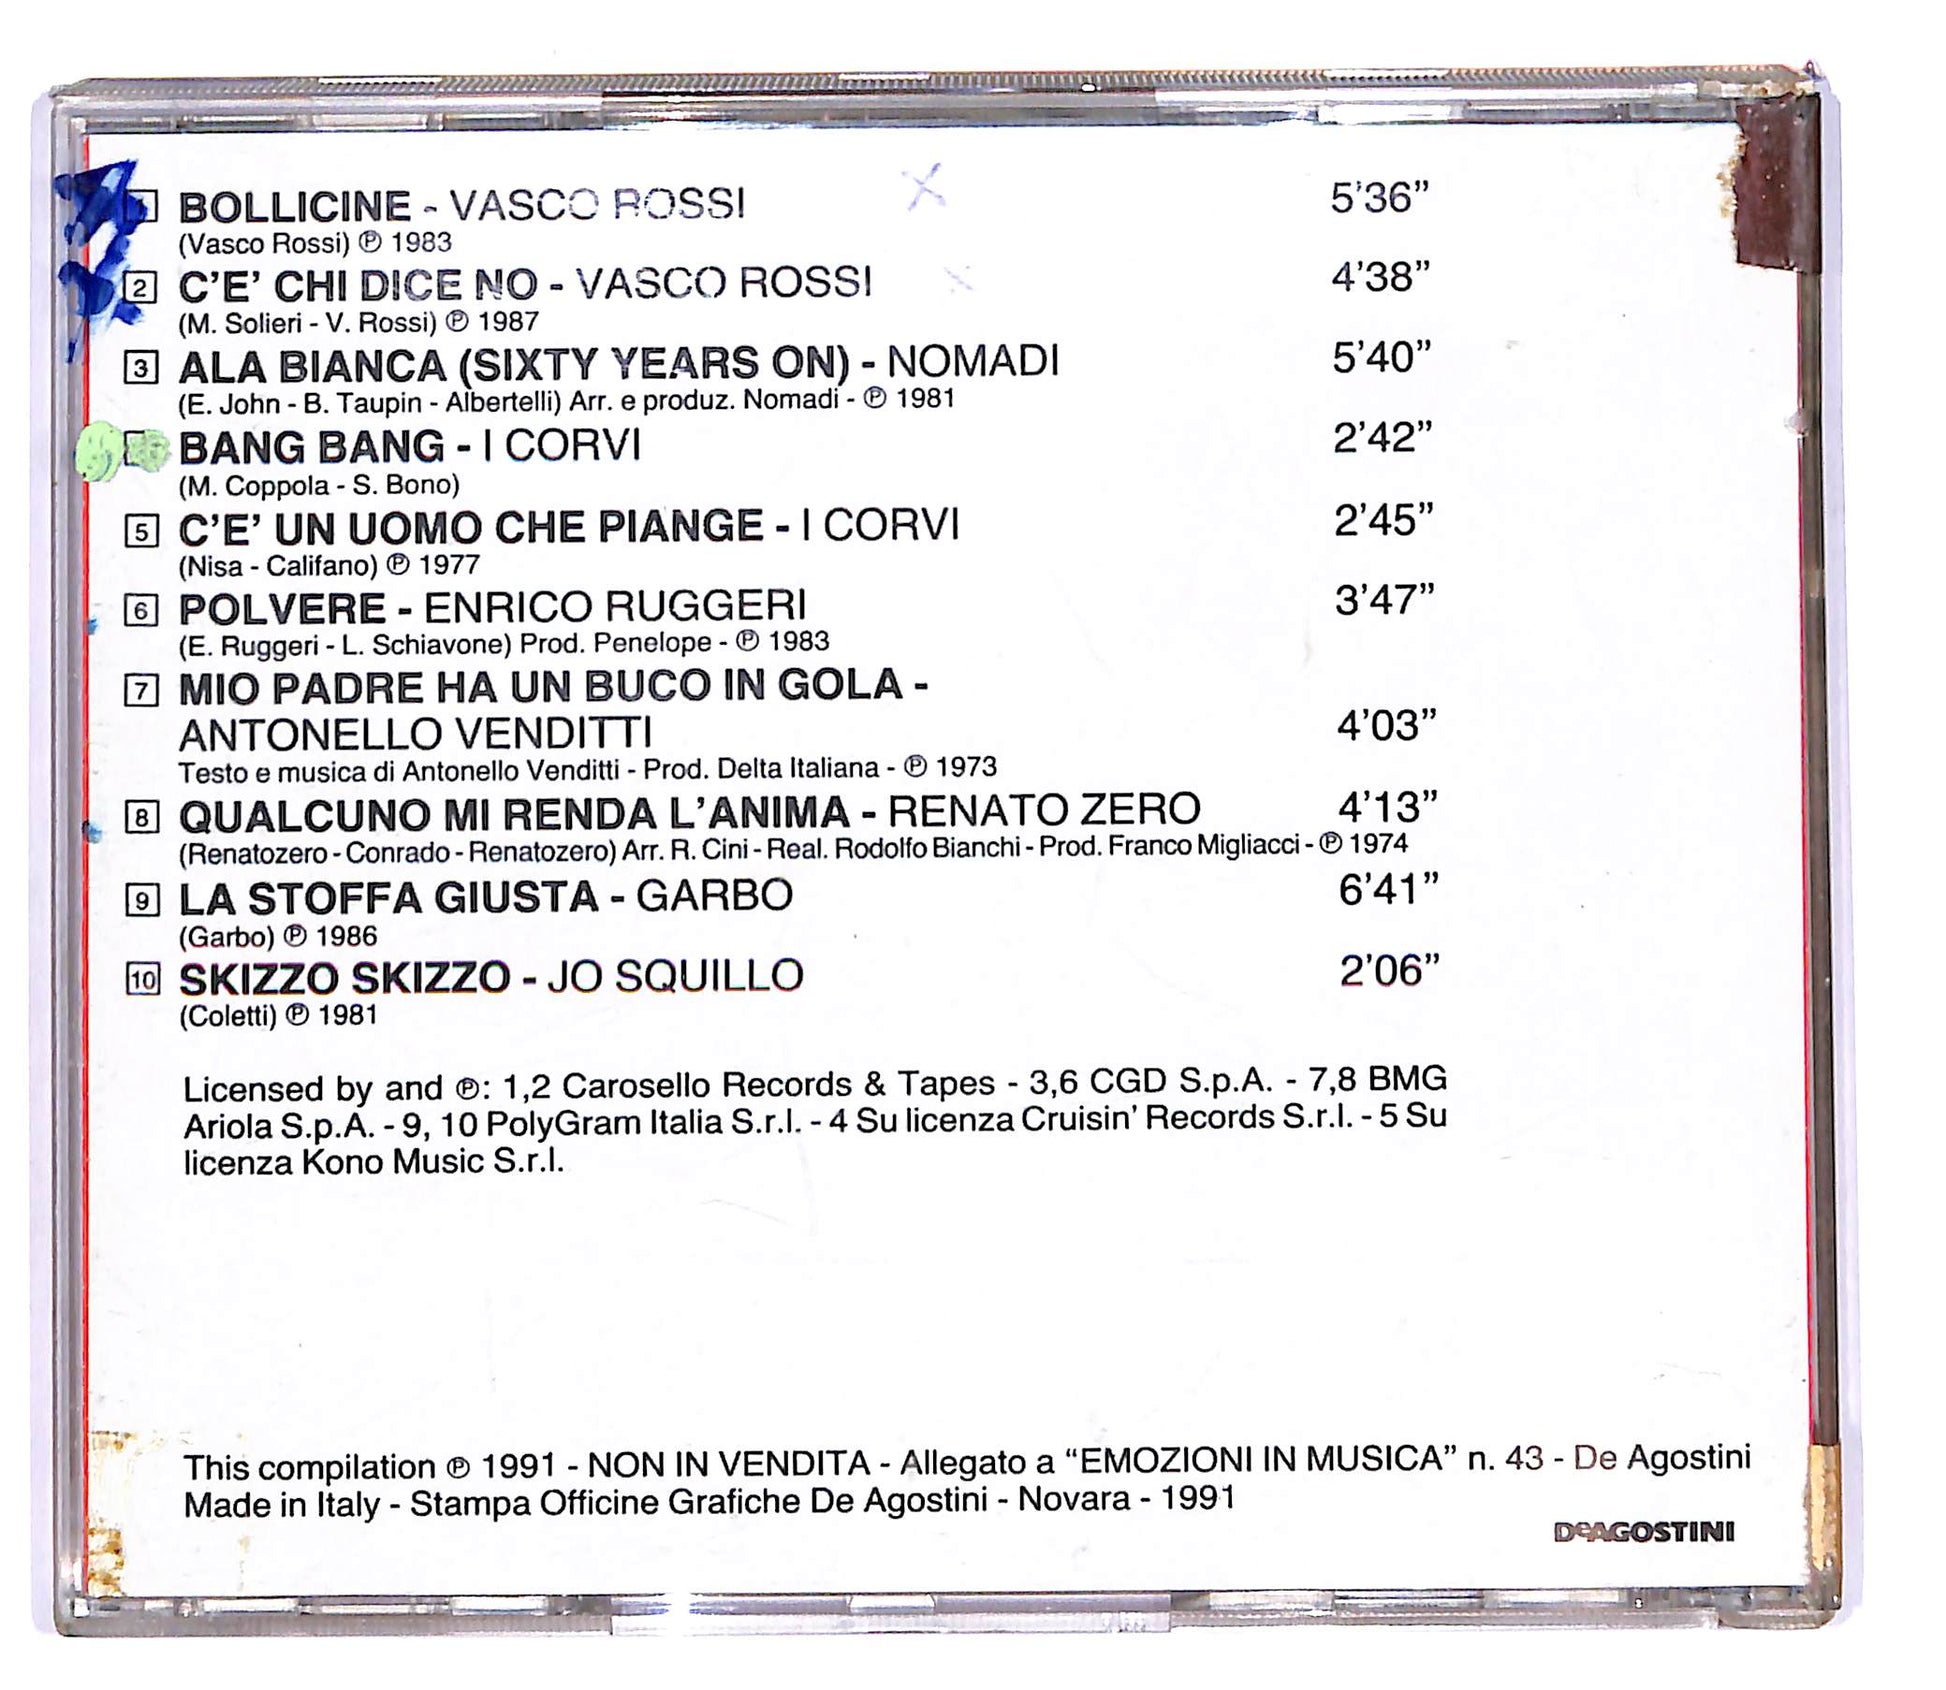 1 BOLLICINE - VASCO ROSSI 5'36”
(Vasco Rossi) ℗ 1983
2 C'E' CHI DICE NO - VASCO ROSSI 4'38”
(M. Solieri - V. Rossi) ℗ 1987
3 ALA BIANCA (SIXTY YEARS ON) - NOMADI 5'40”
(E. John - B. Taupin - Albertelli) Arr. e produz. Nomadi - ℗ 1981
BANG BANG - I CORVI 2'42”
(M. Coppola - S. Bono)
5 C'E' UN UOMO CHE PIANGE - I CORVI 2'45”
(Nisa - Califano) ℗ 1977
6 POLVERE - ENRICO RUGGERI 3'47”
(E. Ruggeri - L. Schiavone) Prod. Penelope - ℗ 1983
7 MIO PADRE HA UN BUCO IN GOLA -
ANTONELLO VENDITTI 4'03”
Testo e musica di Antonello Venditti - Prod. Delta Italiana - ℗ 1973
8 QUALCUNO MI RENDA L'ANIMA - RENATO ZERO 4'13”
(Renatozero - Conrado - Renatozero) Arr. R. Cini - Real. Rodolfo Bianchi - Prod. Franco Migliacci - ℗ 1974
9 LA STOFFA GIUSTA - GARBO 6'41”
(Garbo) ℗ 1986
10 SKIZZO SKIZZO - JO SQUILLO 2'06”
(Coletti) ℗ 1981
Licensed by and ℗: 1,2 Carosello Records & Tapes - 3,6 CGD S.p.A. - 7,8 BMG
Ariola S.p.A. - 9, 10 PolyGram Italia S.r.l. - 4 Su licenza Cruisin' Records S.r.l. - 5 Su
licenza Kono Music S.r.l.
This compilation ℗ 1991 - NON IN VENDITA - Allegato a “EMOZIONI IN MUSICA” n. 43 - De Agostini
Made in Italy - Stampa Officine Grafiche De Agostini - Novara - 1991
DeAGOSTINI